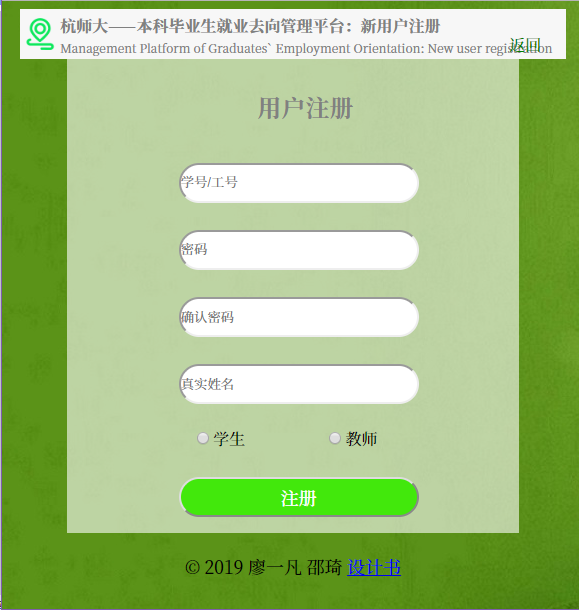 杭师大——本科毕业生就业去向管理平台：新用户注册
Management Platform of Graduates` Employment Orientation: New user registration
返回
用户注册
学号/工号
密码
确认密码
真实姓名
学生 教师
注册
© 2019 廖一凡 邵琦 设计书